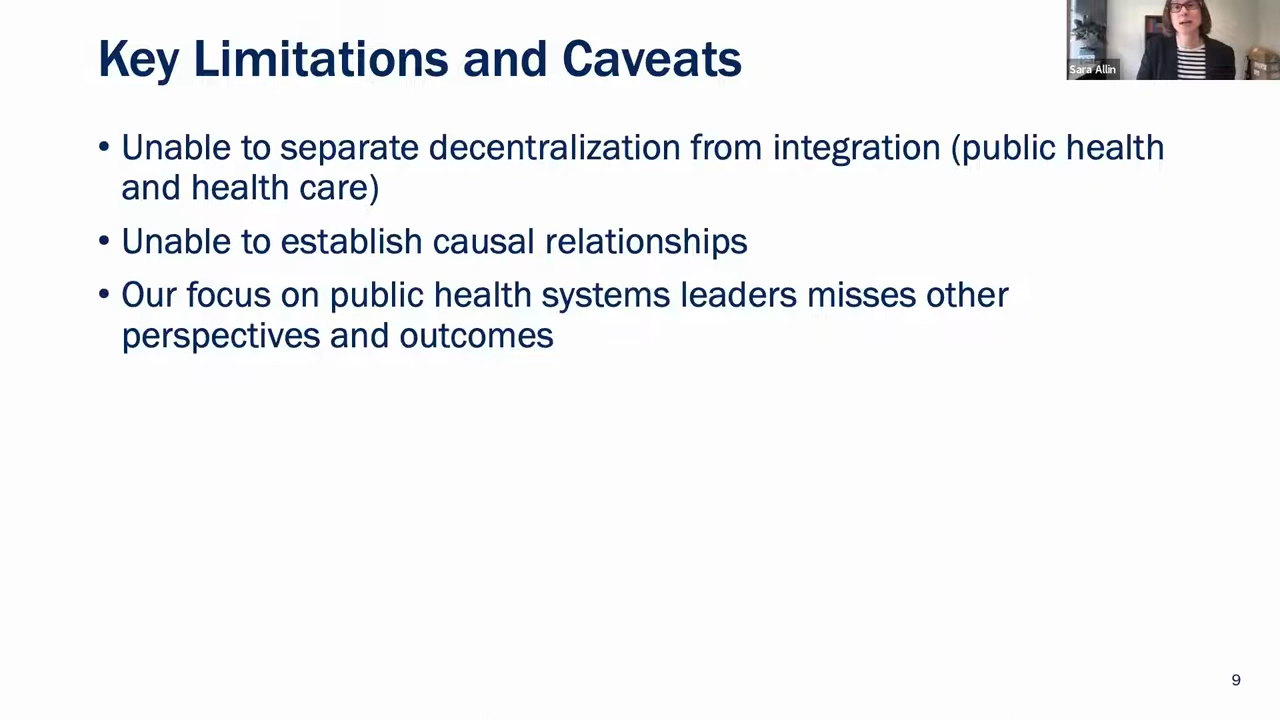 Key Limitations and Caveats
Sara Allin
• Unable to separate decentralization from integration (public health
and health care)
• Unable to establish causal relationships
• Our focus on public health systems leaders misses other
perspectives and outcomes
9